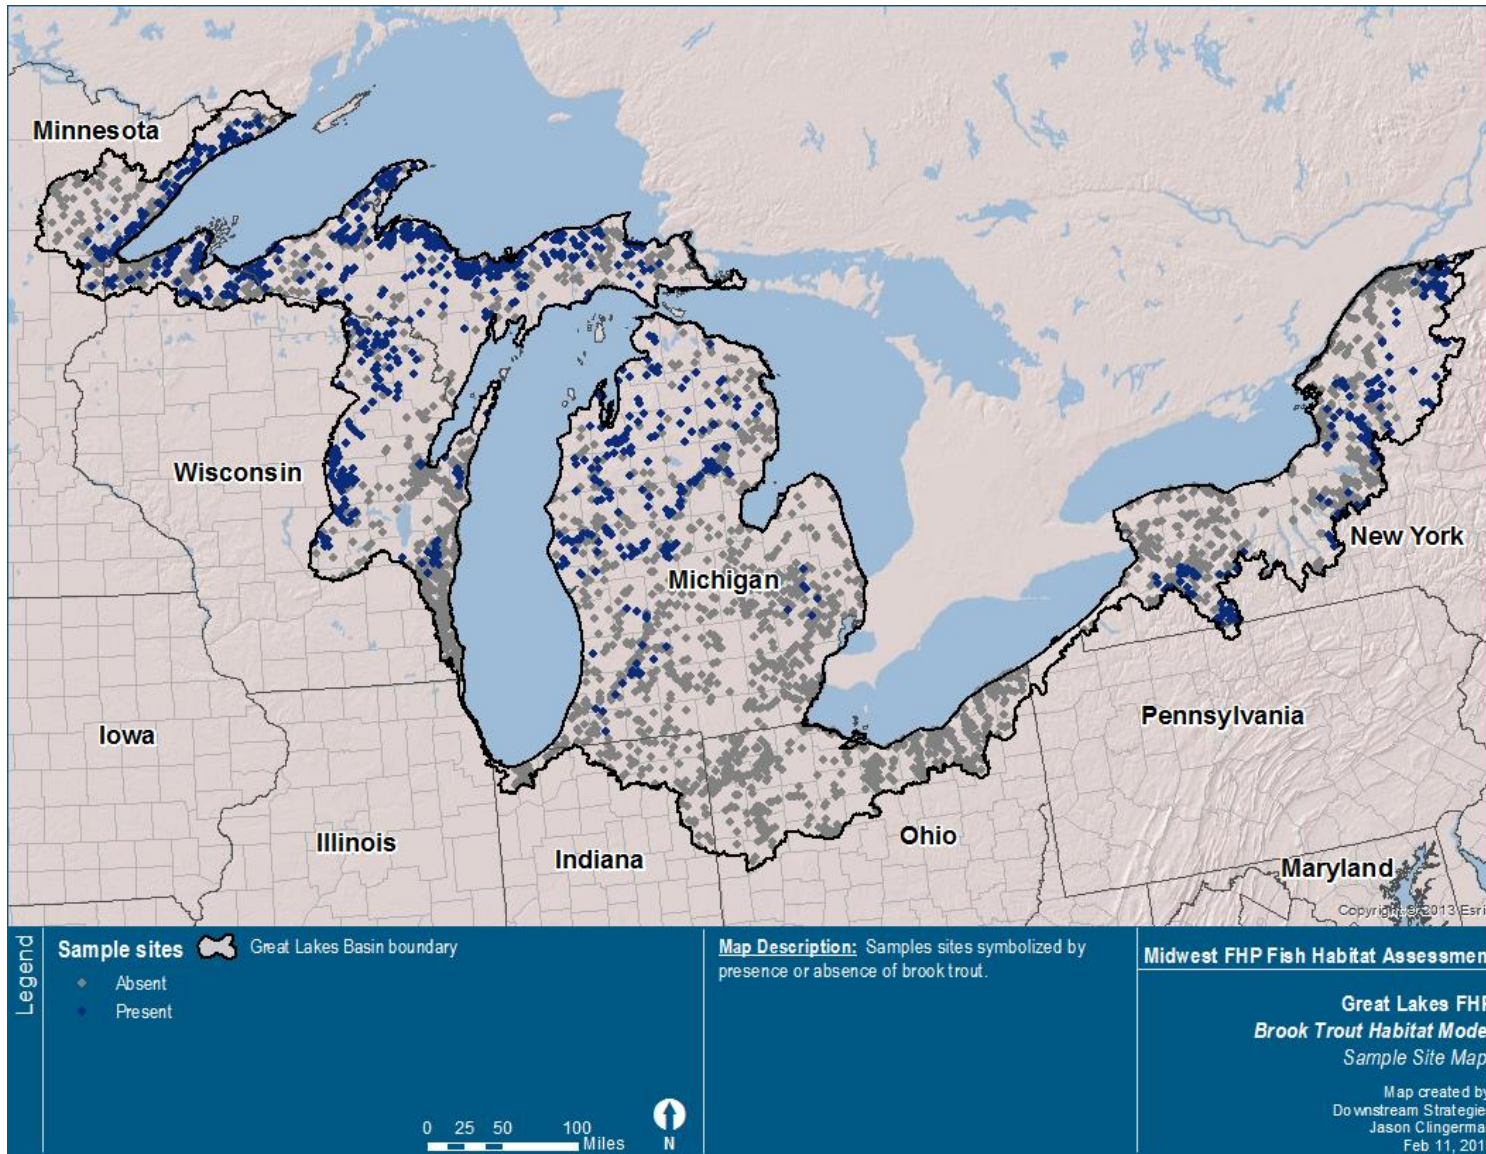 Minnesota
Wisconsin
Michigan
New York
Iowa
Pennsylvania
Illinois
Indiana
Ohio
Maryland
Copyright:© 2013 Esri
Legend
Sample sites
Great Lakes Basin boundary
Absent
Present
0 25 50 100
Miles
N
Map Description: Samples sites symbolized by
presence or absence of brook trout.
Midwest FHP Fish Habitat Assessmen
Great Lakes FHP
Brook Trout Habitat Mode
Sample Site Map
Map created by
Downstream Strategie
Jason Clingerma
Feb 11, 201